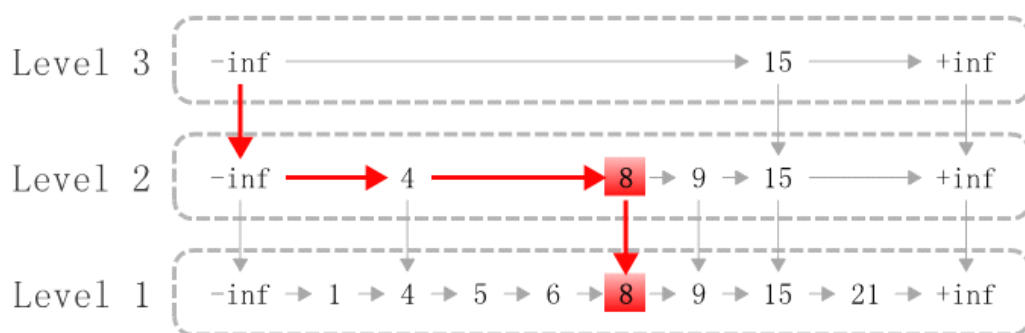 Level 3 -inf 15 +inf
Level 2 -inf 4 8 9 15 +inf
Level 1 -inf 1 4 5 6 8 9 15 21 +inf